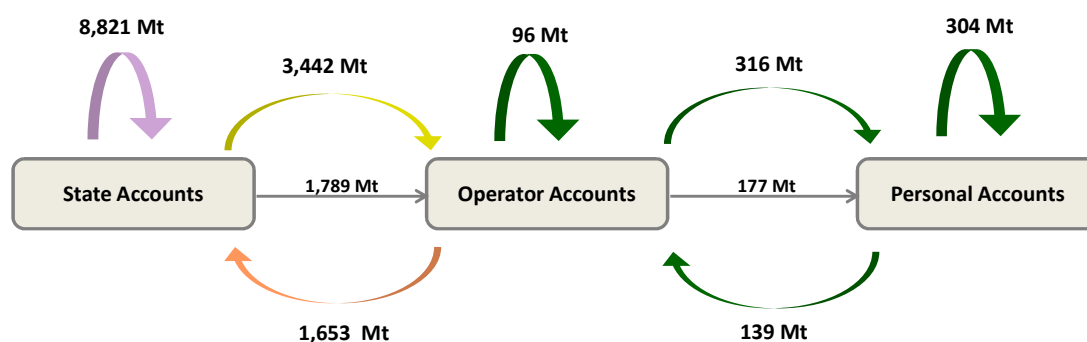 8,821 Mt
96 Mt
304 Mt
3,442 Mt
316 Mt
State Accounts
1,789 Mt
Operator Accounts
177 Mt
Personal Accounts
1,653 Mt
139 Mt